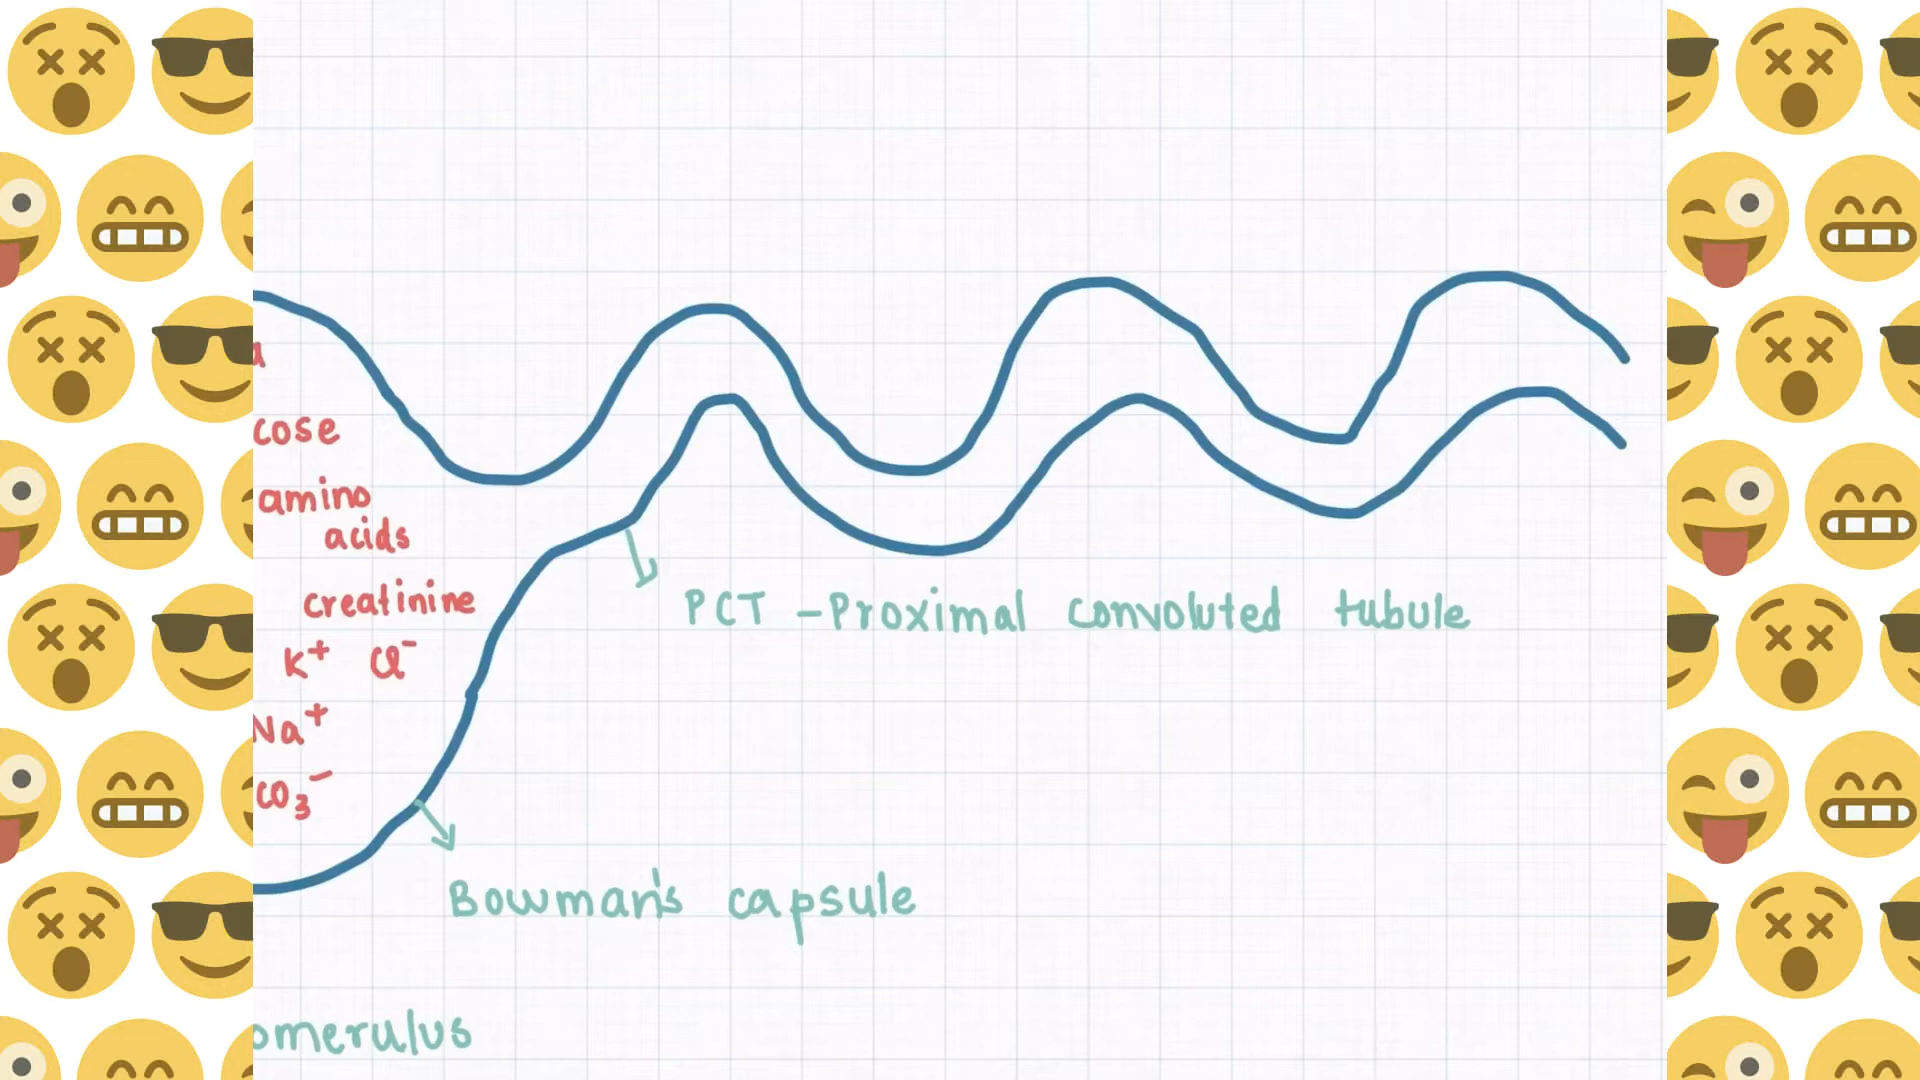 a
cose
amino
acids
creatinine
K+ Cl-
Na+
CO3-
PCT - Proximal convoluted tubule
Bowman's capsule
omerulus